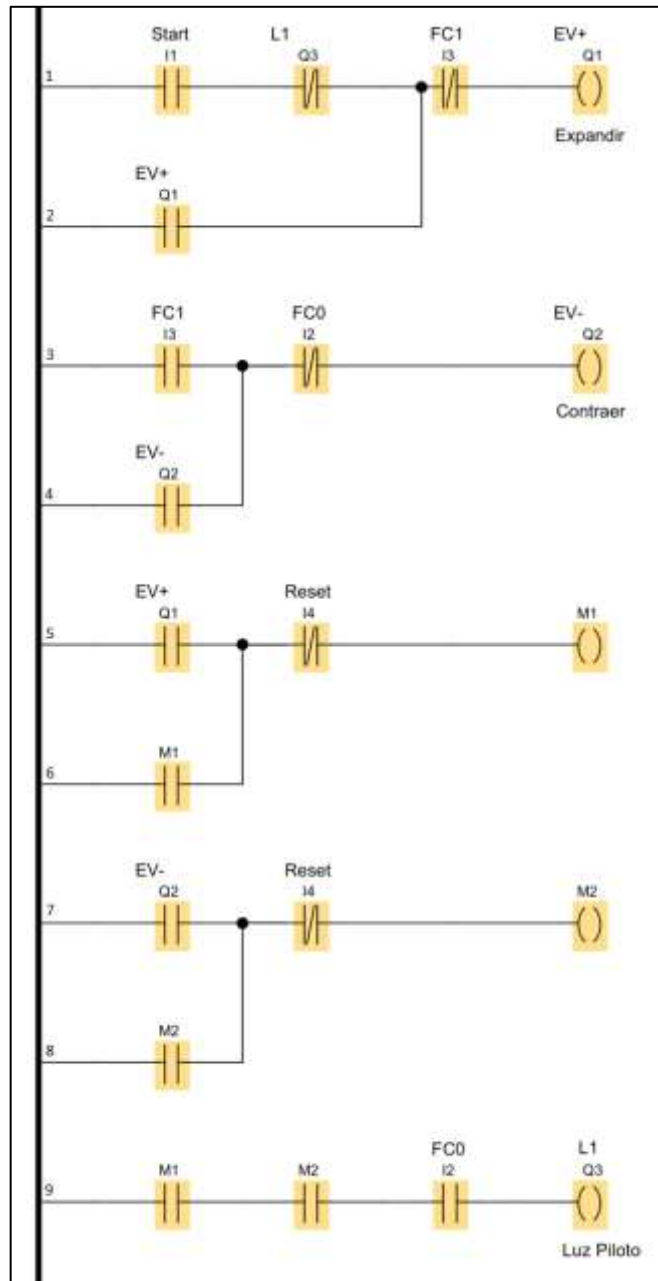 Start L1 FC1 EV+
I1 Q3 I3 Q1
1
Expandir
EV+
Q1
2
FC1 FC0 EV-
I3 I2 Q2
3
Contraer
EV-
Q2
4
EV+ Reset
Q1 I4 M1
5
M1
6
EV- Reset
Q2 I4 M2
7
M2
8
FC0 L1
M1 M2 I2 Q3
9
Luz Piloto